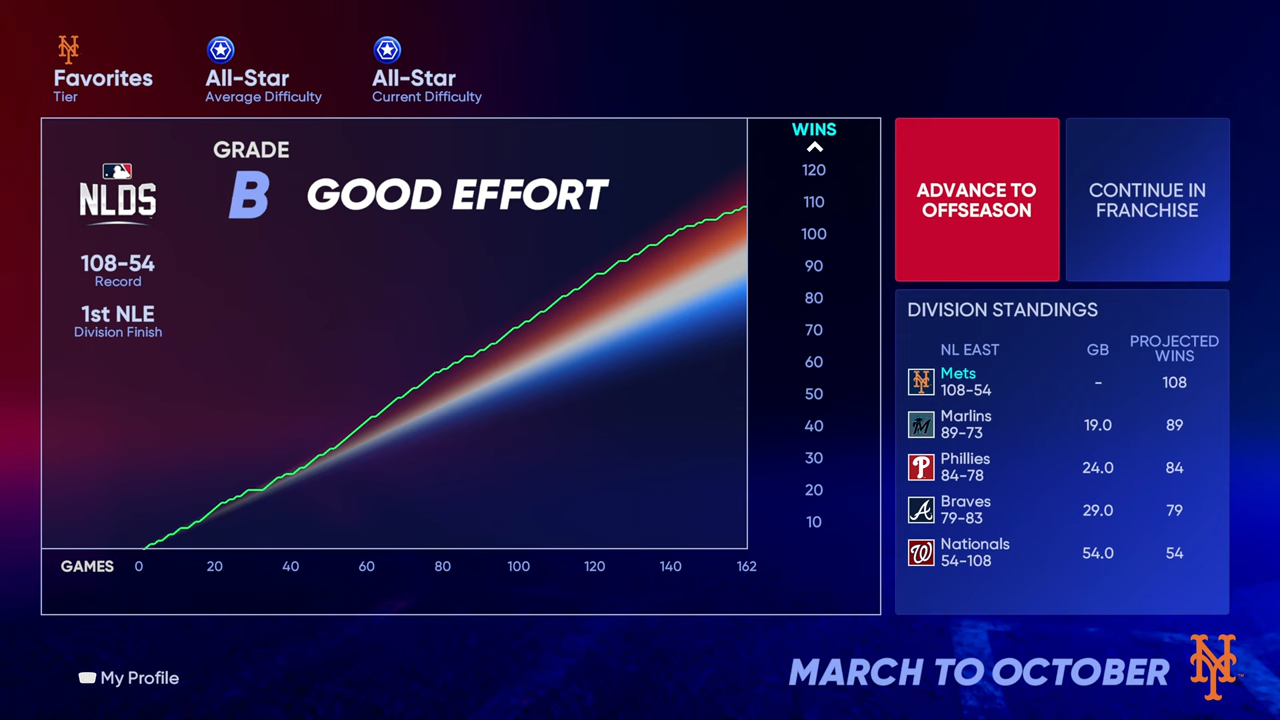 Favorites
Tier
All-Star
Average Difficulty
All-Star
Current Difficulty
NLDS
108-54
Record
1st NLE
Division Finish
GRADE
B
GOOD EFFORT
WINS
120
110
100
90
80
70
60
50
40
30
20
10
GAMES 0 20 40 60 80 100 120 140 162
ADVANCE TO
OFFSEASON
CONTINUE IN
FRANCHISE
DIVISION STANDINGS
NL EAST GB PROJECTED
WINS
Mets
108-54 - 108
Marlins
89-73 19.0 89
Phillies
84-78 24.0 84
Braves
79-83 29.0 79
Nationals
54-108 54.0 54
My Profile
MARCH TO OCTOBER